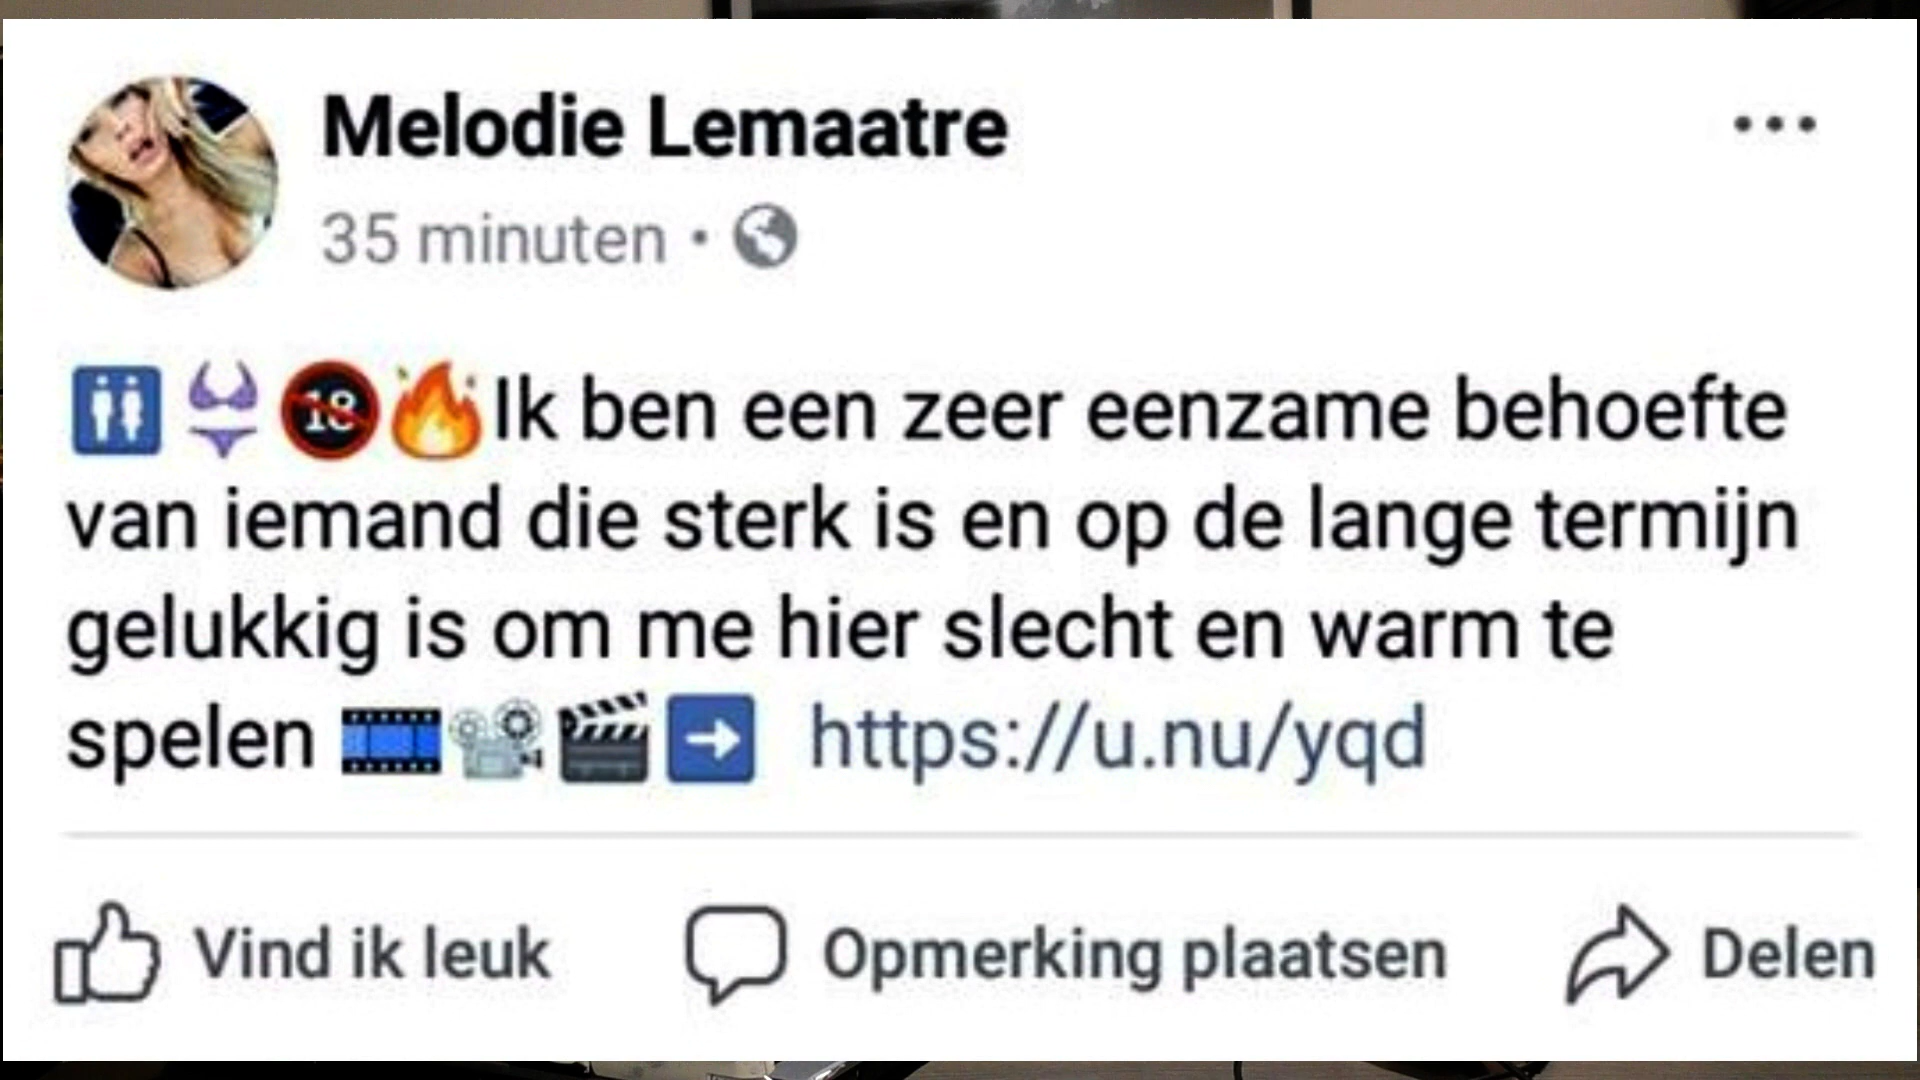 Melodie Lemaatre
35 minuten •
🚻👙🔞🔥Ik ben een zeer eenzame behoefte
van iemand die sterk is en op de lange termijn
gelukkig is om me hier slecht en warm te
spelen 🎞️📽️🎬➡️ https://u.nu/yqd
Vind ik leuk Opmerking plaatsen Delen